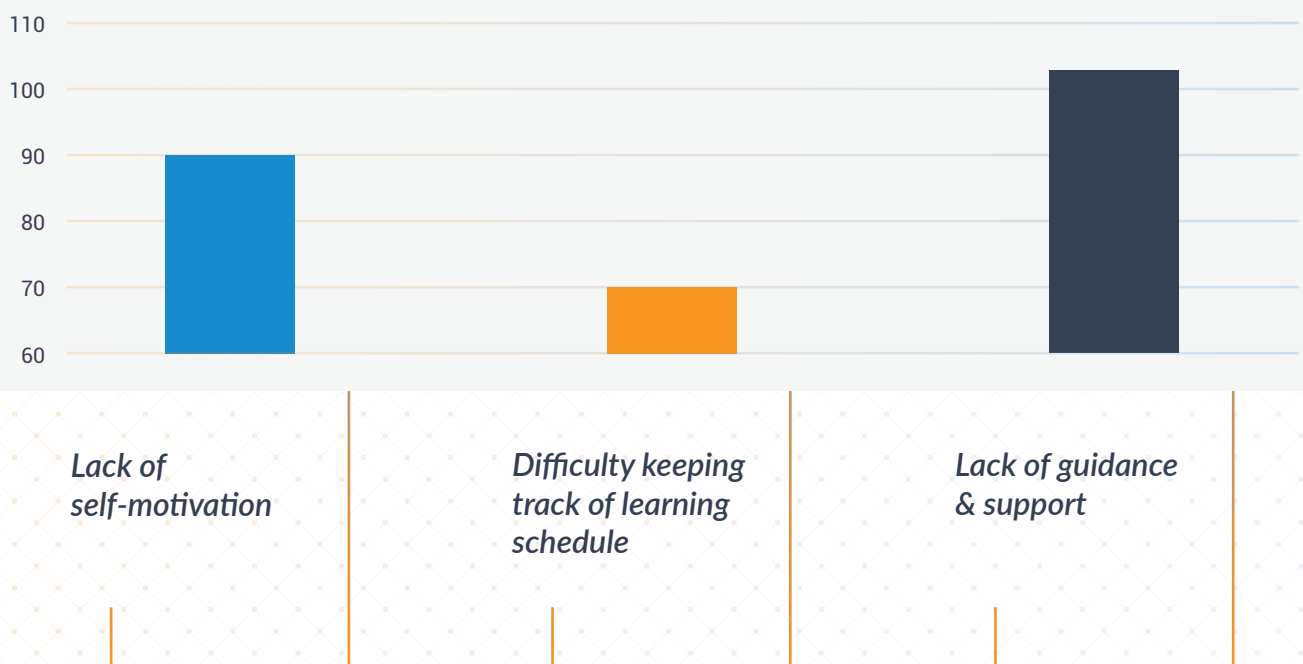 110
100
90
80
70
60
Lack of
self-motivation
Difficulty keeping
track of learning
schedule
Lack of guidance
& support